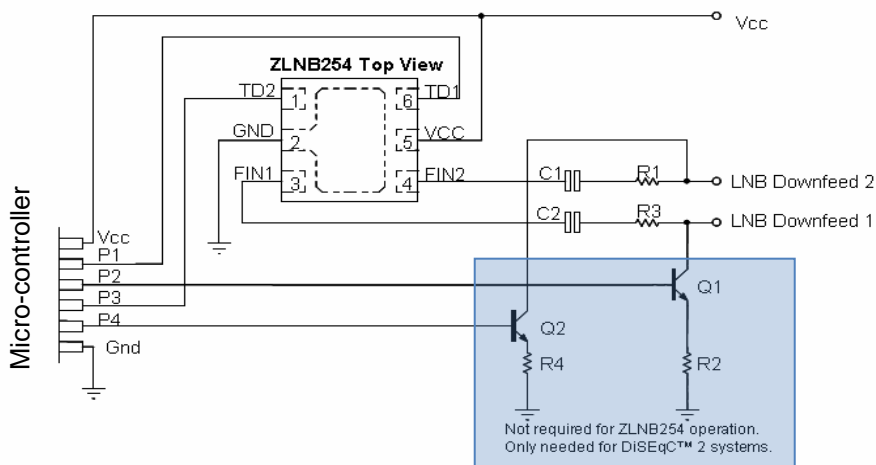 Vcc
ZLNB254 Top View
TD2 1 6 TD1
GND 2 5 VCC
FIN1 3 4 FIN2
C1 R1 LNB Downfeed 2
C2 R3 LNB Downfeed 1
Micro-controller
Vcc
P1
P2
P3
P4
Gnd
Q1
Q2
R4
R2
Not required for ZLNB254 operation.
Only needed for DiSEqC™ 2 systems.